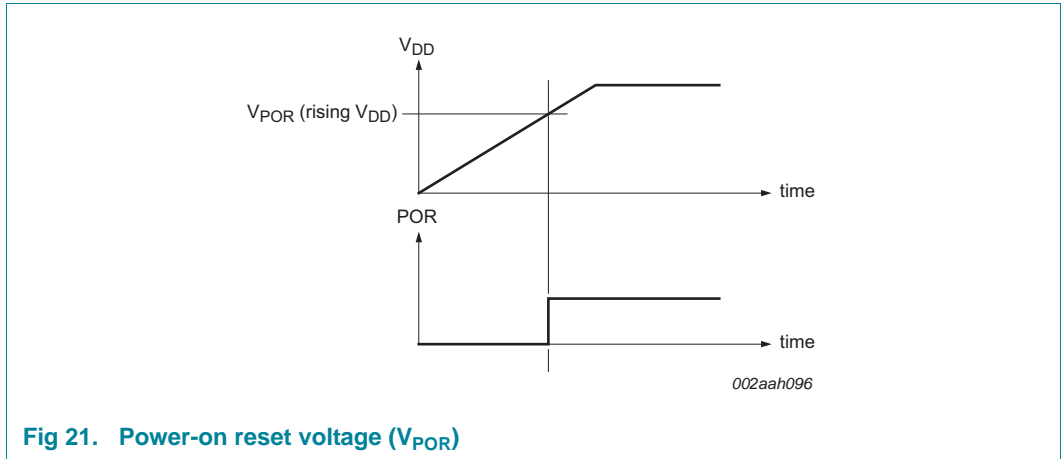 VDD
VPOR (rising VDD)
time
POR
time
002aah096
Fig 21. Power-on reset voltage (VPOR)